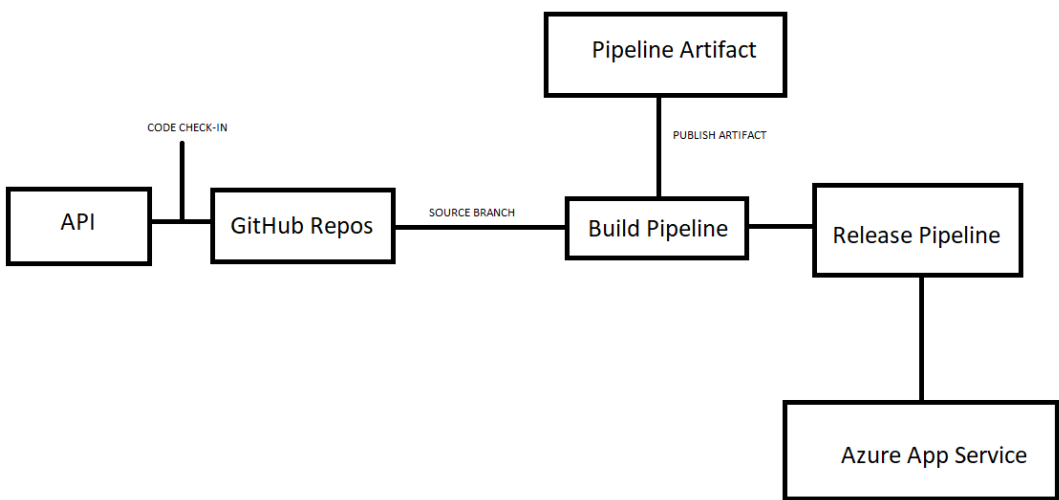 Pipeline Artifact
CODE CHECK-IN
PUBLISH ARTIFACT
API
GitHub Repos
SOURCE BRANCH
Build Pipeline
Release Pipeline
Azure App Service